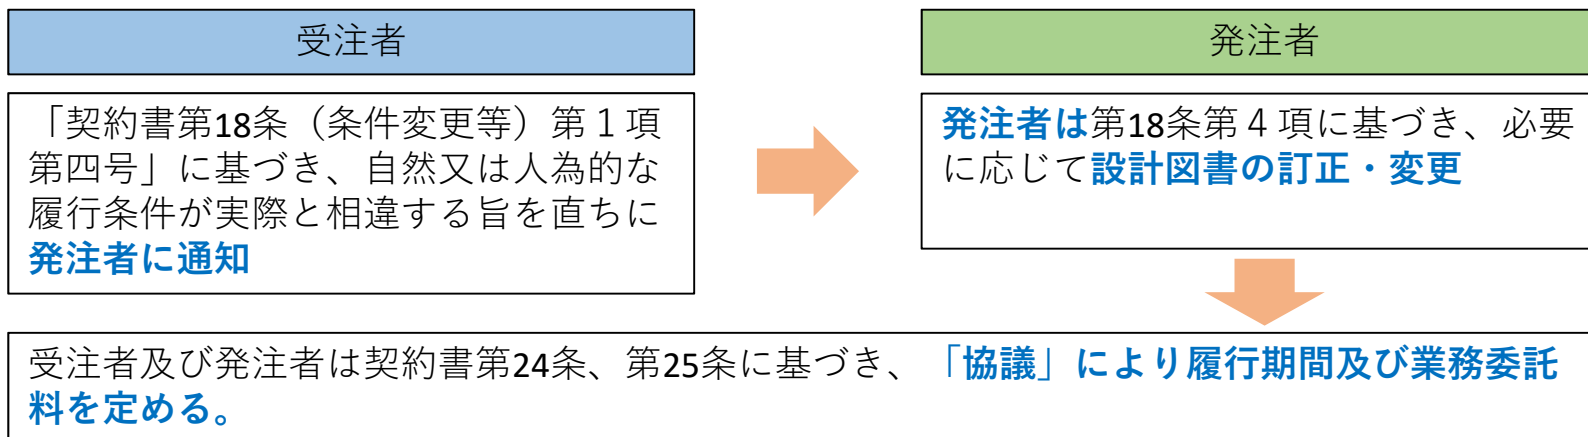 受注者
発注者
「契約書第18条（条件変更等）第１項
第四号」に基づき、自然又は人為的な
履行条件が実際と相違する旨を直ちに
発注者に通知
発注者は第18条第４項に基づき、必要
に応じて設計図書の訂正・変更
受注者及び発注者は契約書第24条、第25条に基づき、「協議」により履行期間及び業務委託
料を定める。